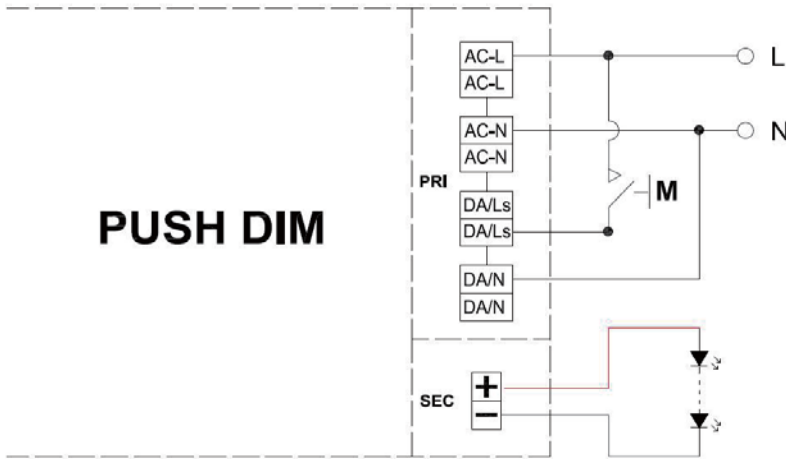 PUSH DIM
PRI
AC-L
AC-L
AC-N
AC-N
DA/Ls
DA/Ls
DA/N
DA/N
L
N
M
SEC
+
−